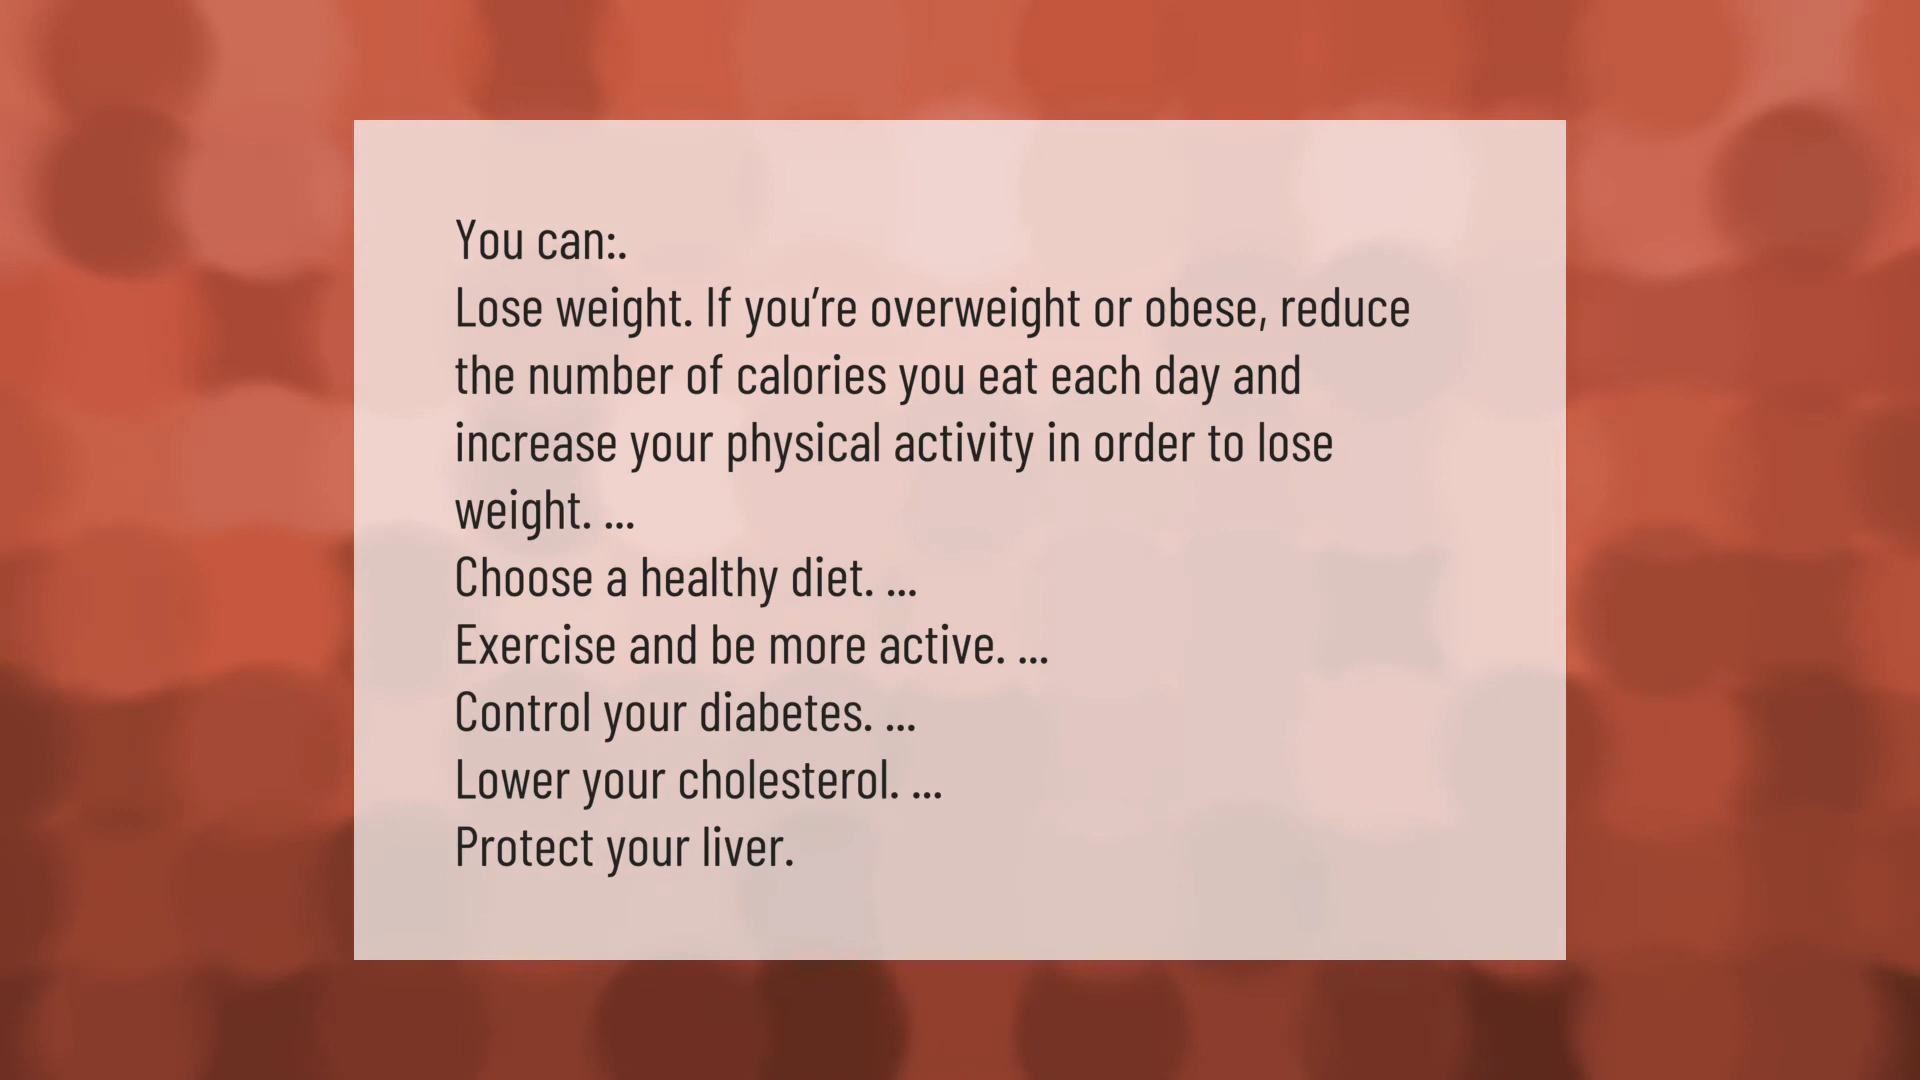 You can:.
Lose weight. If you’re overweight or obese, reduce
the number of calories you eat each day and
increase your physical activity in order to lose
weight. ...
Choose a healthy diet. ...
Exercise and be more active. ...
Control your diabetes. ...
Lower your cholesterol. ...
Protect your liver.